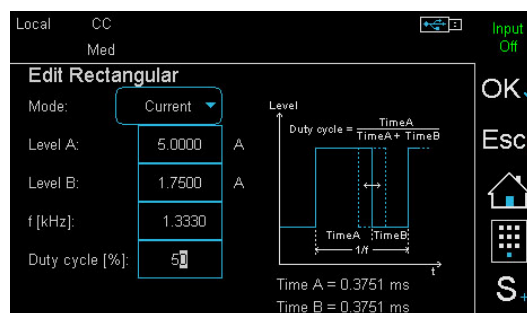 Local CC
Med
Input
Off
Edit Rectangular
Mode: Current
Level A: 5.0000 A
Level B: 1.7500 A
f [kHz]: 1.3330
Duty cycle [%]: 50
Level
Duty cycle = TimeA
TimeA + TimeB
TimeA TimeB
1/f
t
Time A = 0.3751 ms
Time B = 0.3751 ms
OK
Esc
S+